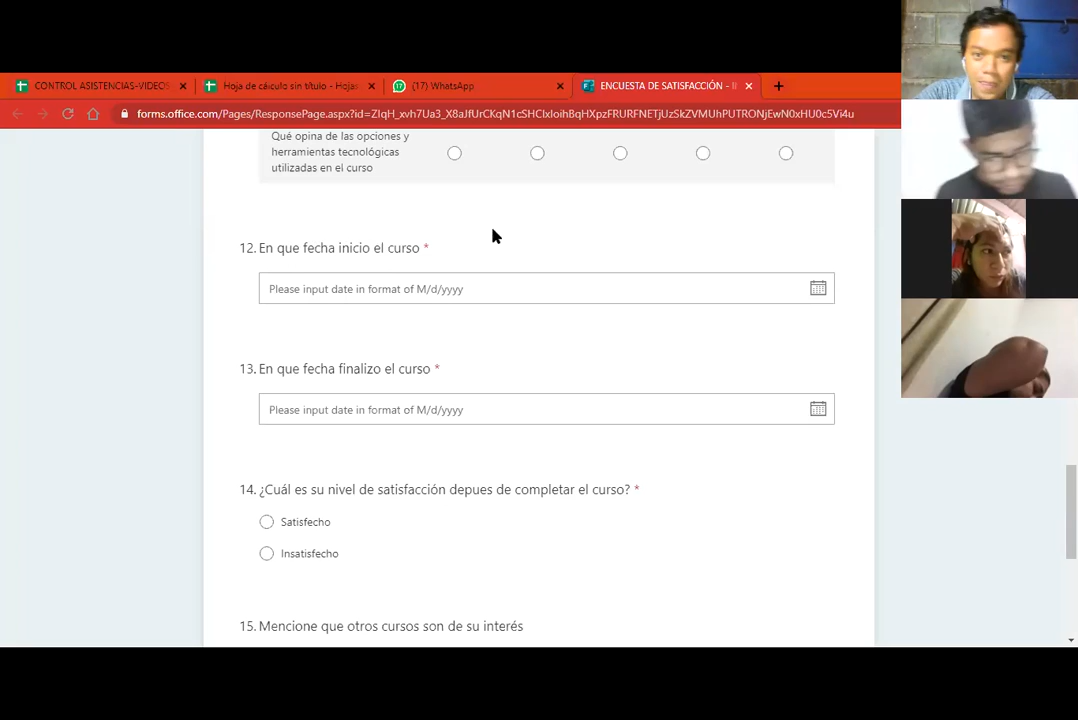 CONTROL ASISTENCIAS-VIDEOS
Hoja de cálculo sin título - Hojas
(17) WhatsApp
ENCUESTA DE SATISFACCIÓN - I
forms.office.com/Pages/ResponsePage.aspx?id=ZIqH_xvh7Ua3_X8aJfUrCKqN1cSHCIxIoihBqHXpzFRURFNETjUzSkZVMUhPUTRONjEwN0xHU0c5Vi4u
Qué opina de las opciones y
herramientas tecnológicas
utilizadas en el curso
12. En que fecha inicio el curso *
Please input date in format of M/d/yyyy
13. En que fecha finalizo el curso *
Please input date in format of M/d/yyyy
14. ¿Cuál es su nivel de satisfacción depues de completar el curso? *
Satisfecho
Insatisfecho
15. Mencione que otros cursos son de su interés